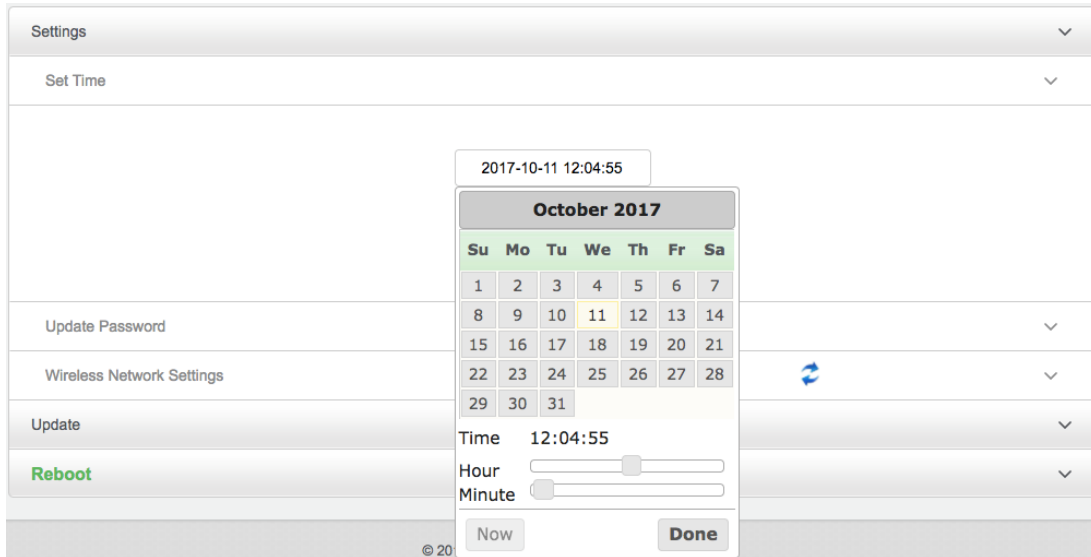 Settings
Set Time
2017-10-11 12:04:55
October 2017
Su Mo Tu We Th Fr Sa
1 2 3 4 5 6 7
8 9 10 11 12 13 14
15 16 17 18 19 20 21
22 23 24 25 26 27 28
29 30 31
Time 12:04:55
Hour
Minute
Now Done
Update Password
Wireless Network Settings
Update
Reboot
©